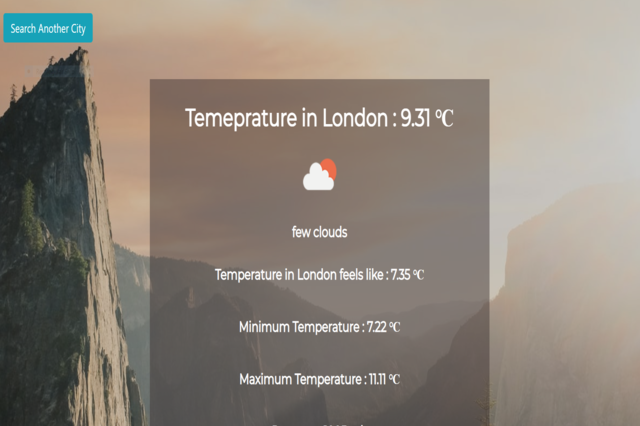 Search Another City
Temeprature in London : 9.31 °C
few clouds
Temperature in London feels like : 7.35 °C
Minimum Temperature : 7.22 °C
Maximum Temperature : 11.11 °C